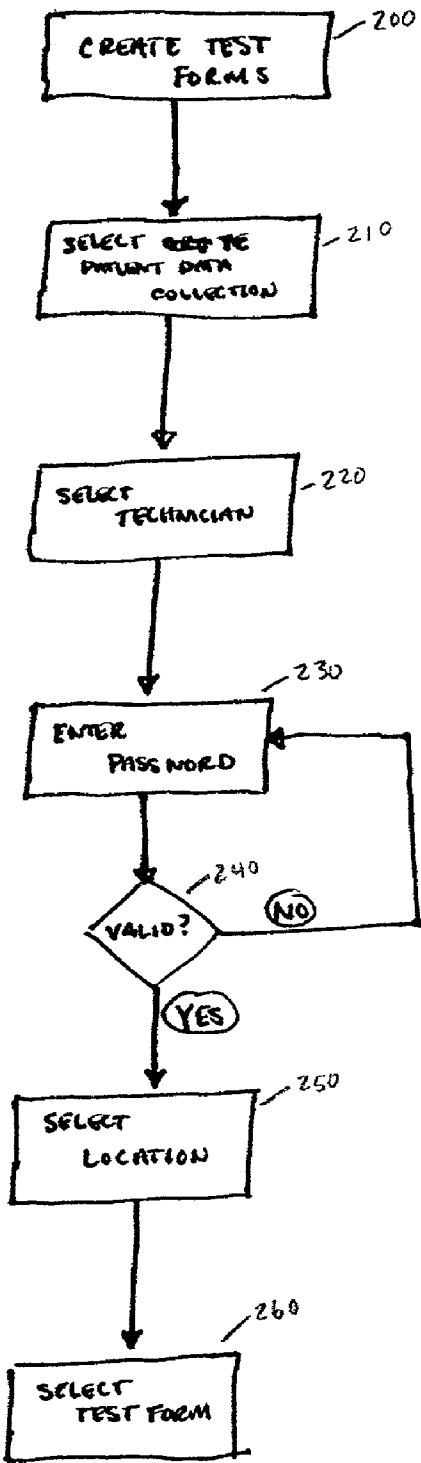 200
CREATE TEST
FORMS
210
SELECT
PATIENT DATA
COLLECTION
220
SELECT
TECHNICIAN
230
ENTER
PASSWORD
240
VALID?
NO
YES
250
SELECT
LOCATION
260
SELECT
TEST FORM